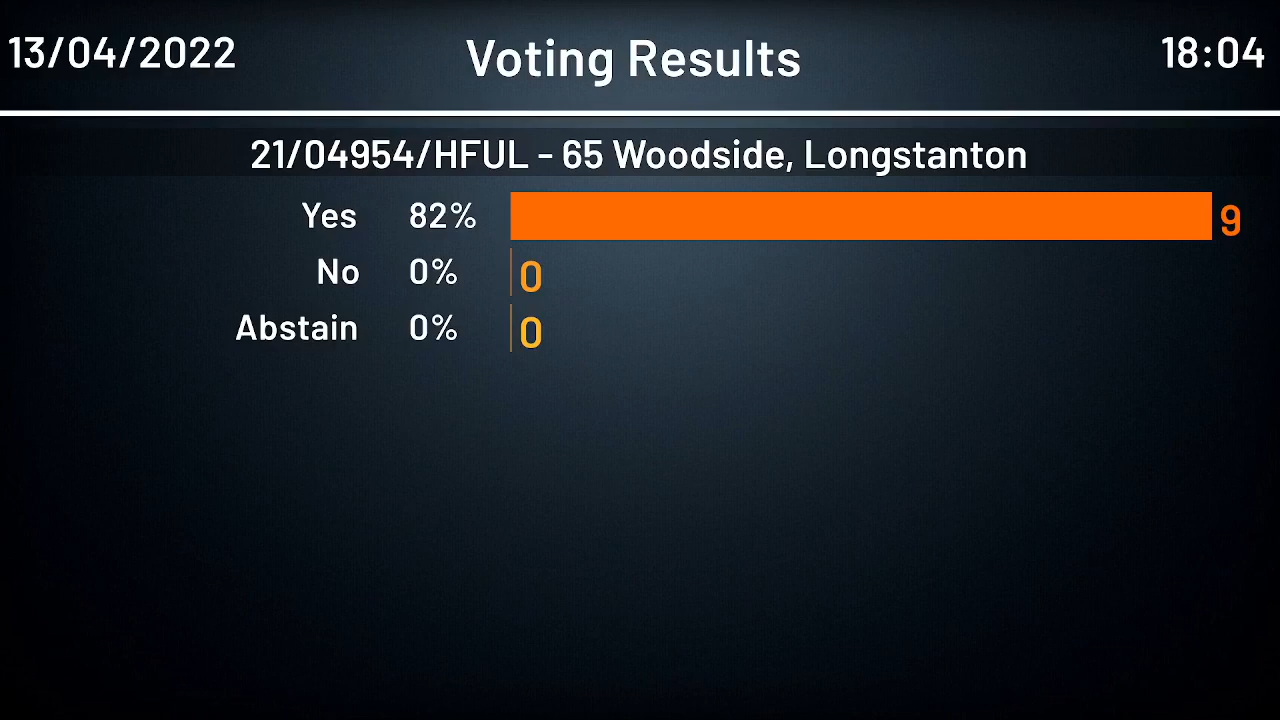 13/04/2022 Voting Results 18:04
21/04954/HFUL - 65 Woodside, Longstanton
Yes 82% 9
No 0% 0
Abstain 0% 0